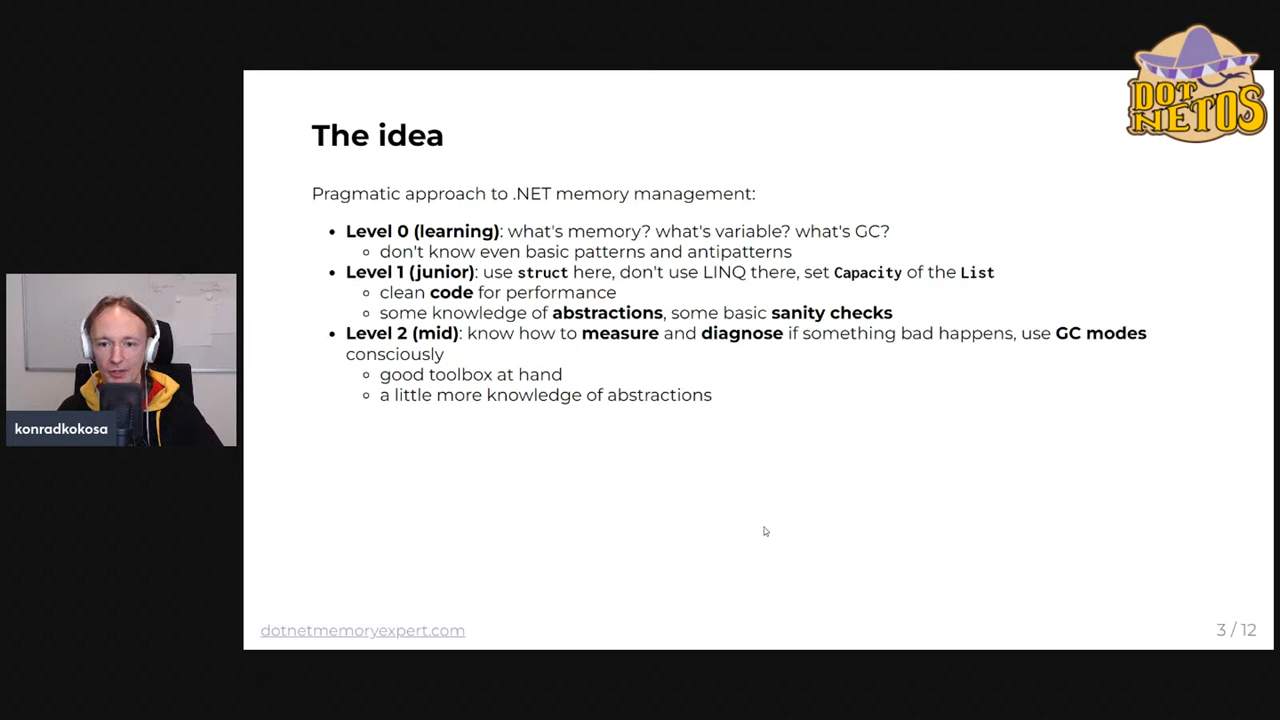 DOT
NETOS
The idea
Pragmatic approach to .NET memory management:
• Level 0 (learning): what's memory? what's variable? what's GC?
◦ don't know even basic patterns and antipatterns
• Level 1 (junior): use struct here, don't use LINQ there, set Capacity of the List
◦ clean code for performance
◦ some knowledge of abstractions, some basic sanity checks
• Level 2 (mid): know how to measure and diagnose if something bad happens, use GC modes
consciously
◦ good toolbox at hand
◦ a little more knowledge of abstractions
konradkokosa
dotnetmemoryexpert.com
3 / 12